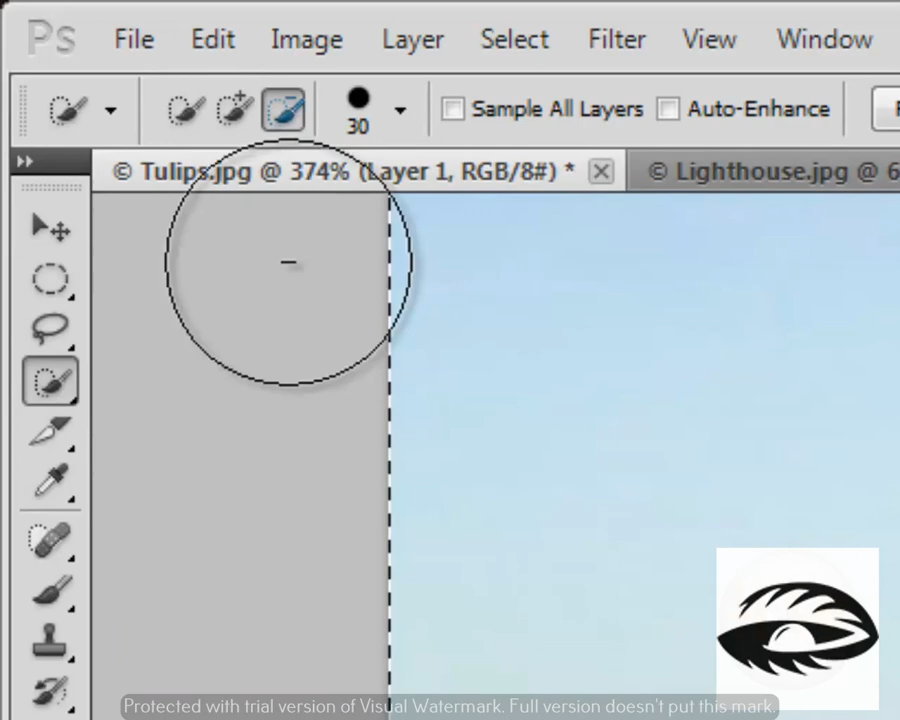 Ps File Edit Image Layer Select Filter View Window
30 Sample All Layers Auto-Enhance
© Tulips.jpg @ 374% (Layer 1, RGB/8#) * © Lighthouse.jpg @ 6
Protected with trial version of Visual Watermark. Full version doesn't put this mark.